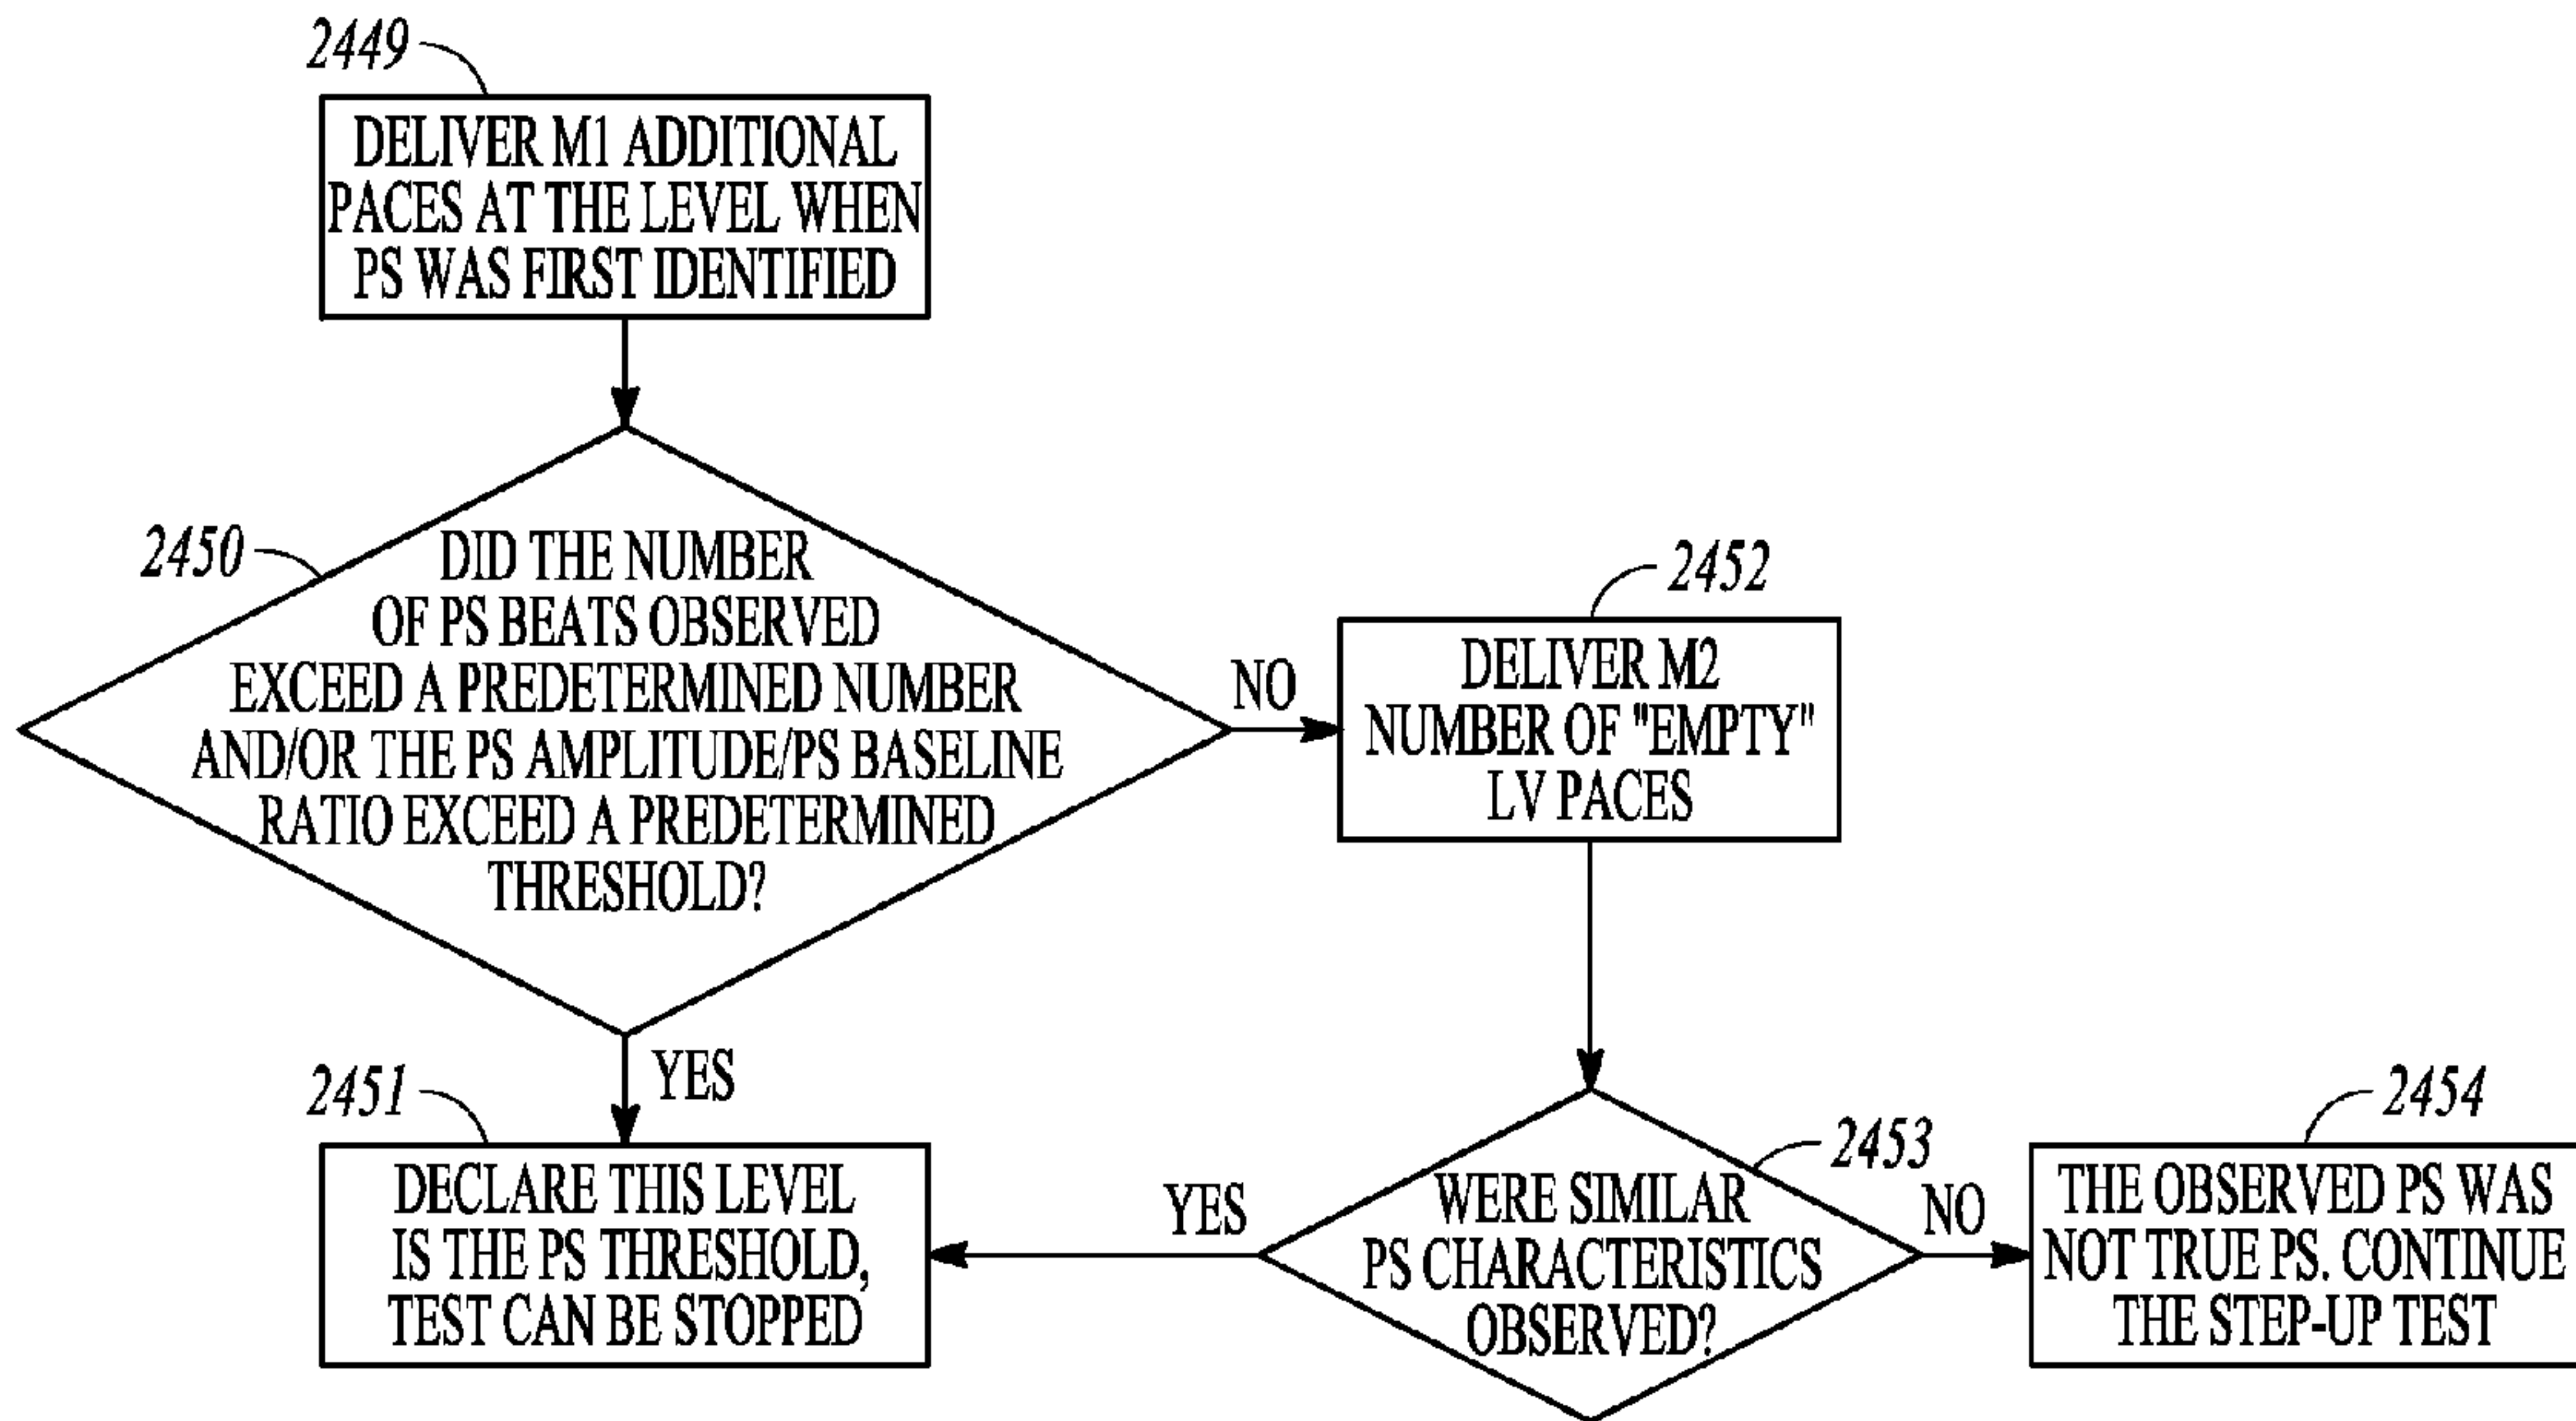 2449
DELIVER M1 ADDITIONAL
PACES AT THE LEVEL WHEN
PS WAS FIRST IDENTIFIED
2450
DID THE NUMBER
OF PS BEATS OBSERVED
EXCEED A PREDETERMINED NUMBER
AND/OR THE PS AMPLITUDE/PS BASELINE
RATIO EXCEED A PREDETERMINED
THRESHOLD?
NO
2452
DELIVER M2
NUMBER OF "EMPTY"
LV PACES
YES
2451
DECLARE THIS LEVEL
IS THE PS THRESHOLD,
TEST CAN BE STOPPED
YES
2453
WERE SIMILAR
PS CHARACTERISTICS
OBSERVED?
NO
2454
THE OBSERVED PS WAS
NOT TRUE PS. CONTINUE
THE STEP-UP TEST